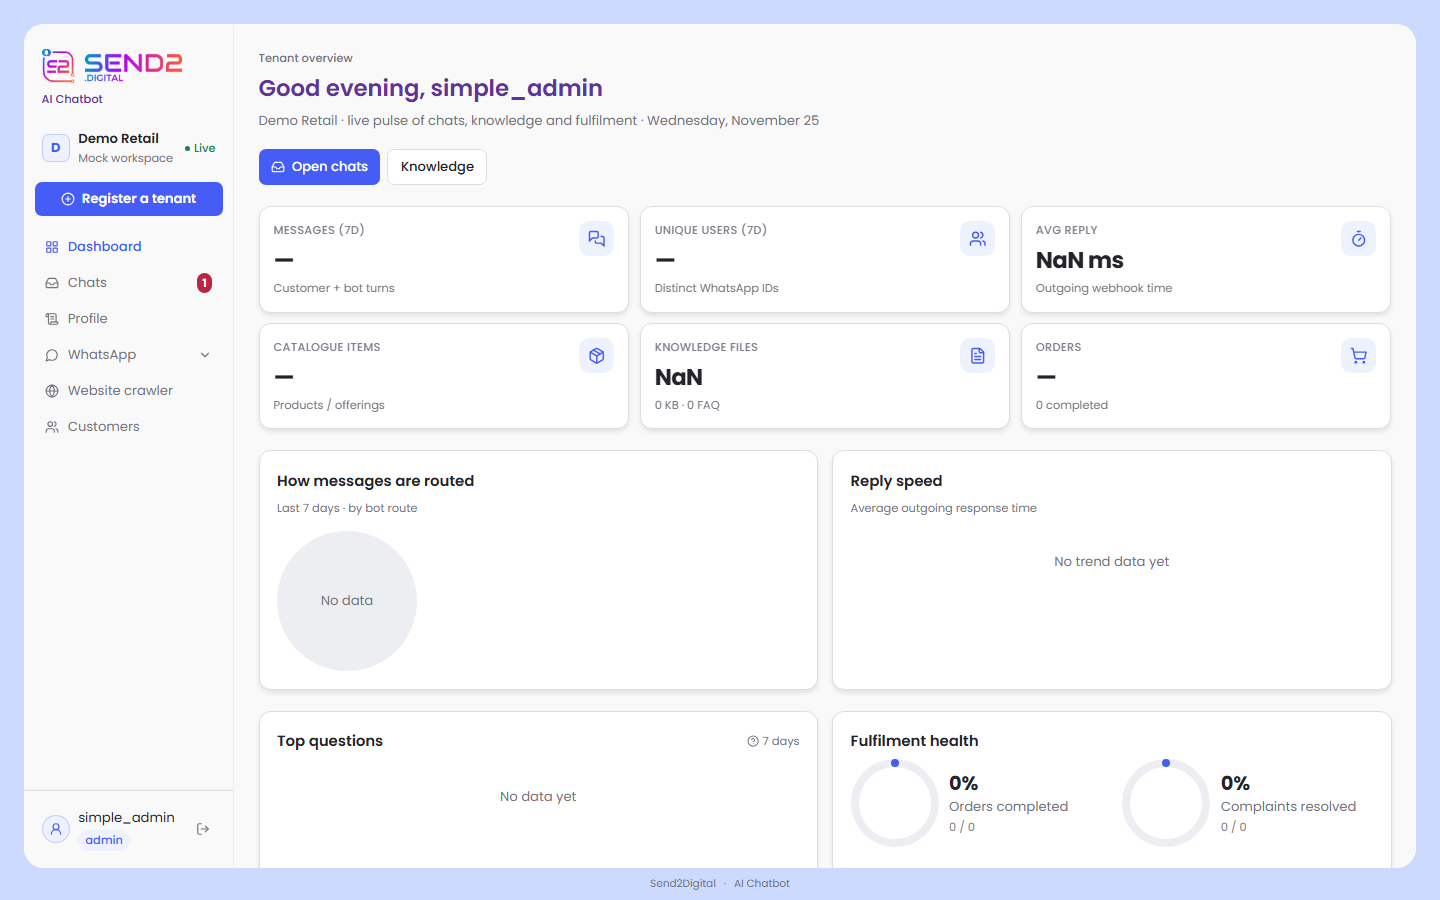 SEND2
.DIGITAL
AI Chatbot
D
Demo Retail
Mock workspace
Live
Register a tenant
Dashboard
Chats
1
Profile
WhatsApp
Website crawler
Customers
simple_admin
admin
Tenant overview
Good evening, simple_admin
Demo Retail · live pulse of chats, knowledge and fulfilment · Wednesday, November 25
Open chats
Knowledge
MESSAGES (7D)
—
Customer + bot turns
UNIQUE USERS (7D)
—
Distinct WhatsApp IDs
AVG REPLY
NaN ms
Outgoing webhook time
CATALOGUE ITEMS
—
Products / offerings
KNOWLEDGE FILES
NaN
0 KB · 0 FAQ
ORDERS
—
0 completed
How messages are routed
Last 7 days · by bot route
No data
Reply speed
Average outgoing response time
No trend data yet
Top questions
7 days
No data yet
Fulfilment health
0%
Orders completed
0 / 0
0%
Complaints resolved
0 / 0
Send2Digital · AI Chatbot